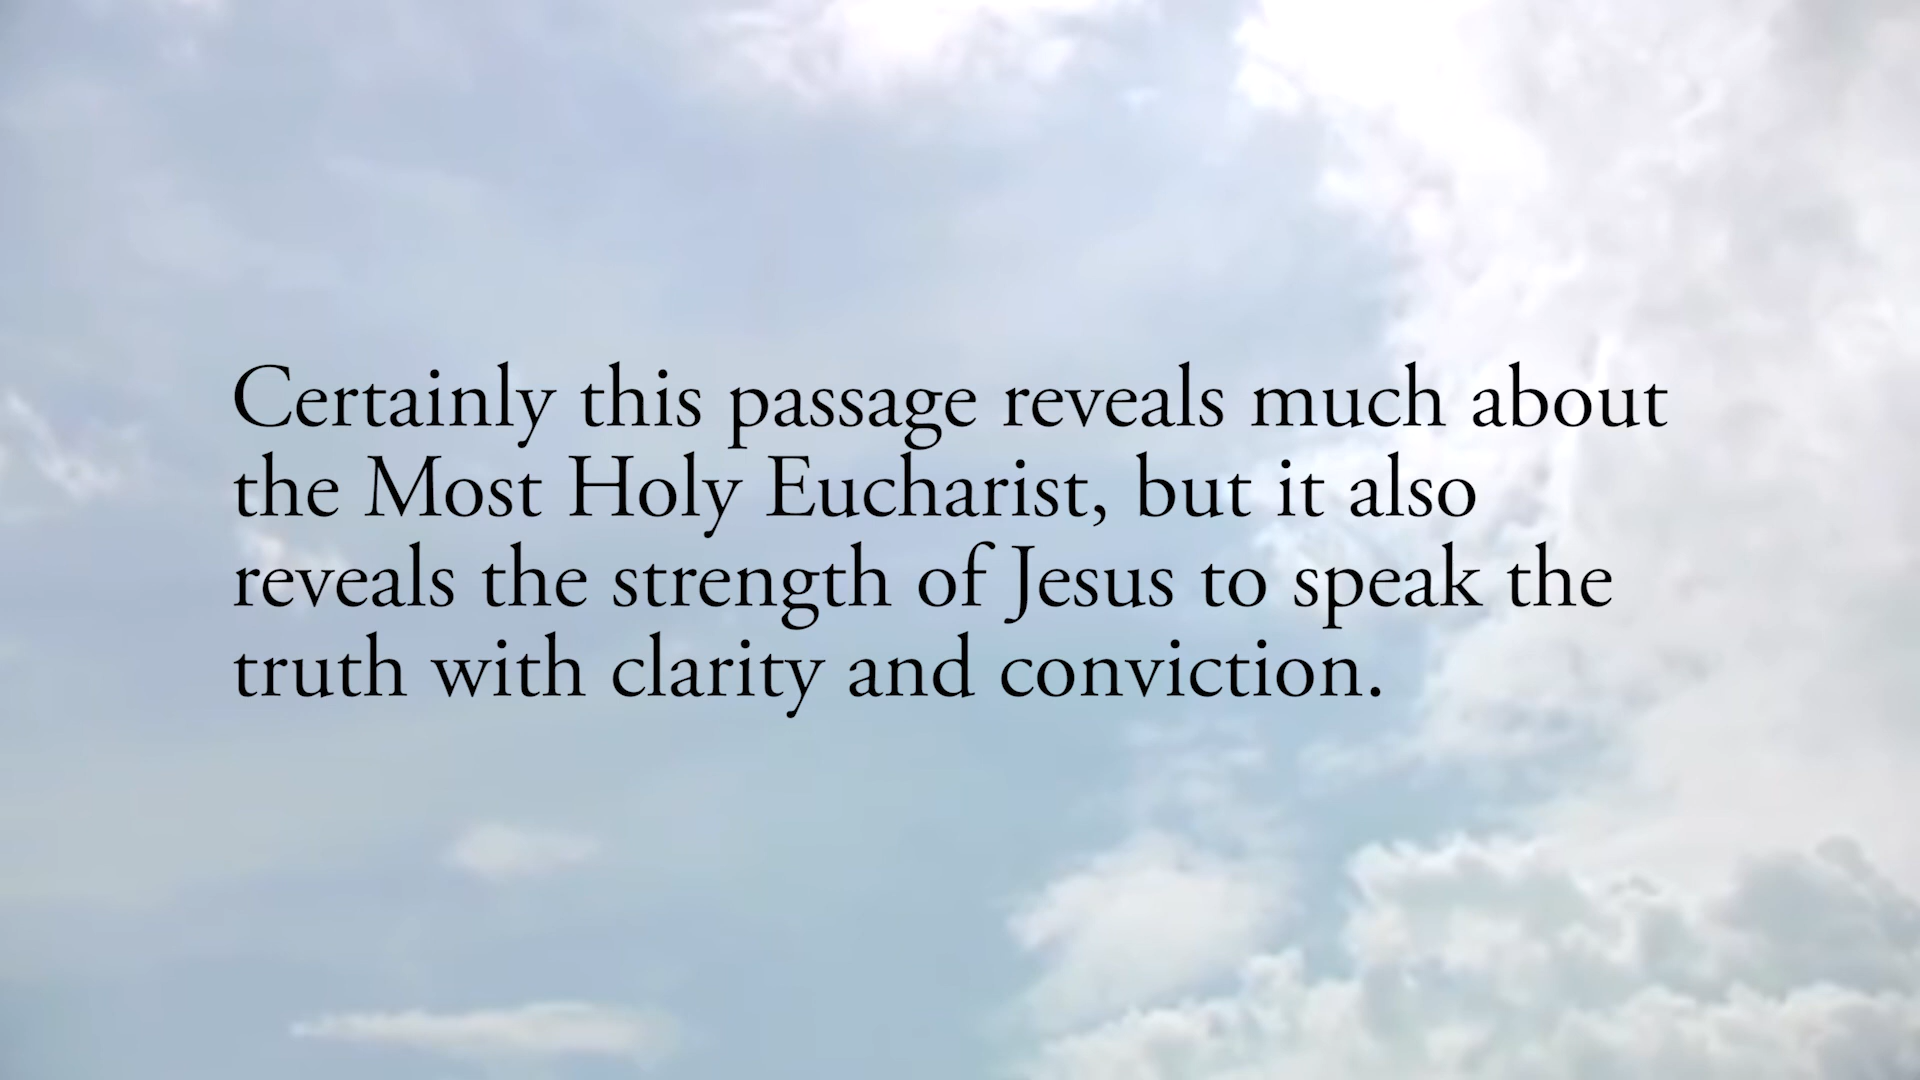 Certainly this passage reveals much about
the Most Holy Eucharist, but it also
reveals the strength of Jesus to speak the
truth with clarity and conviction.